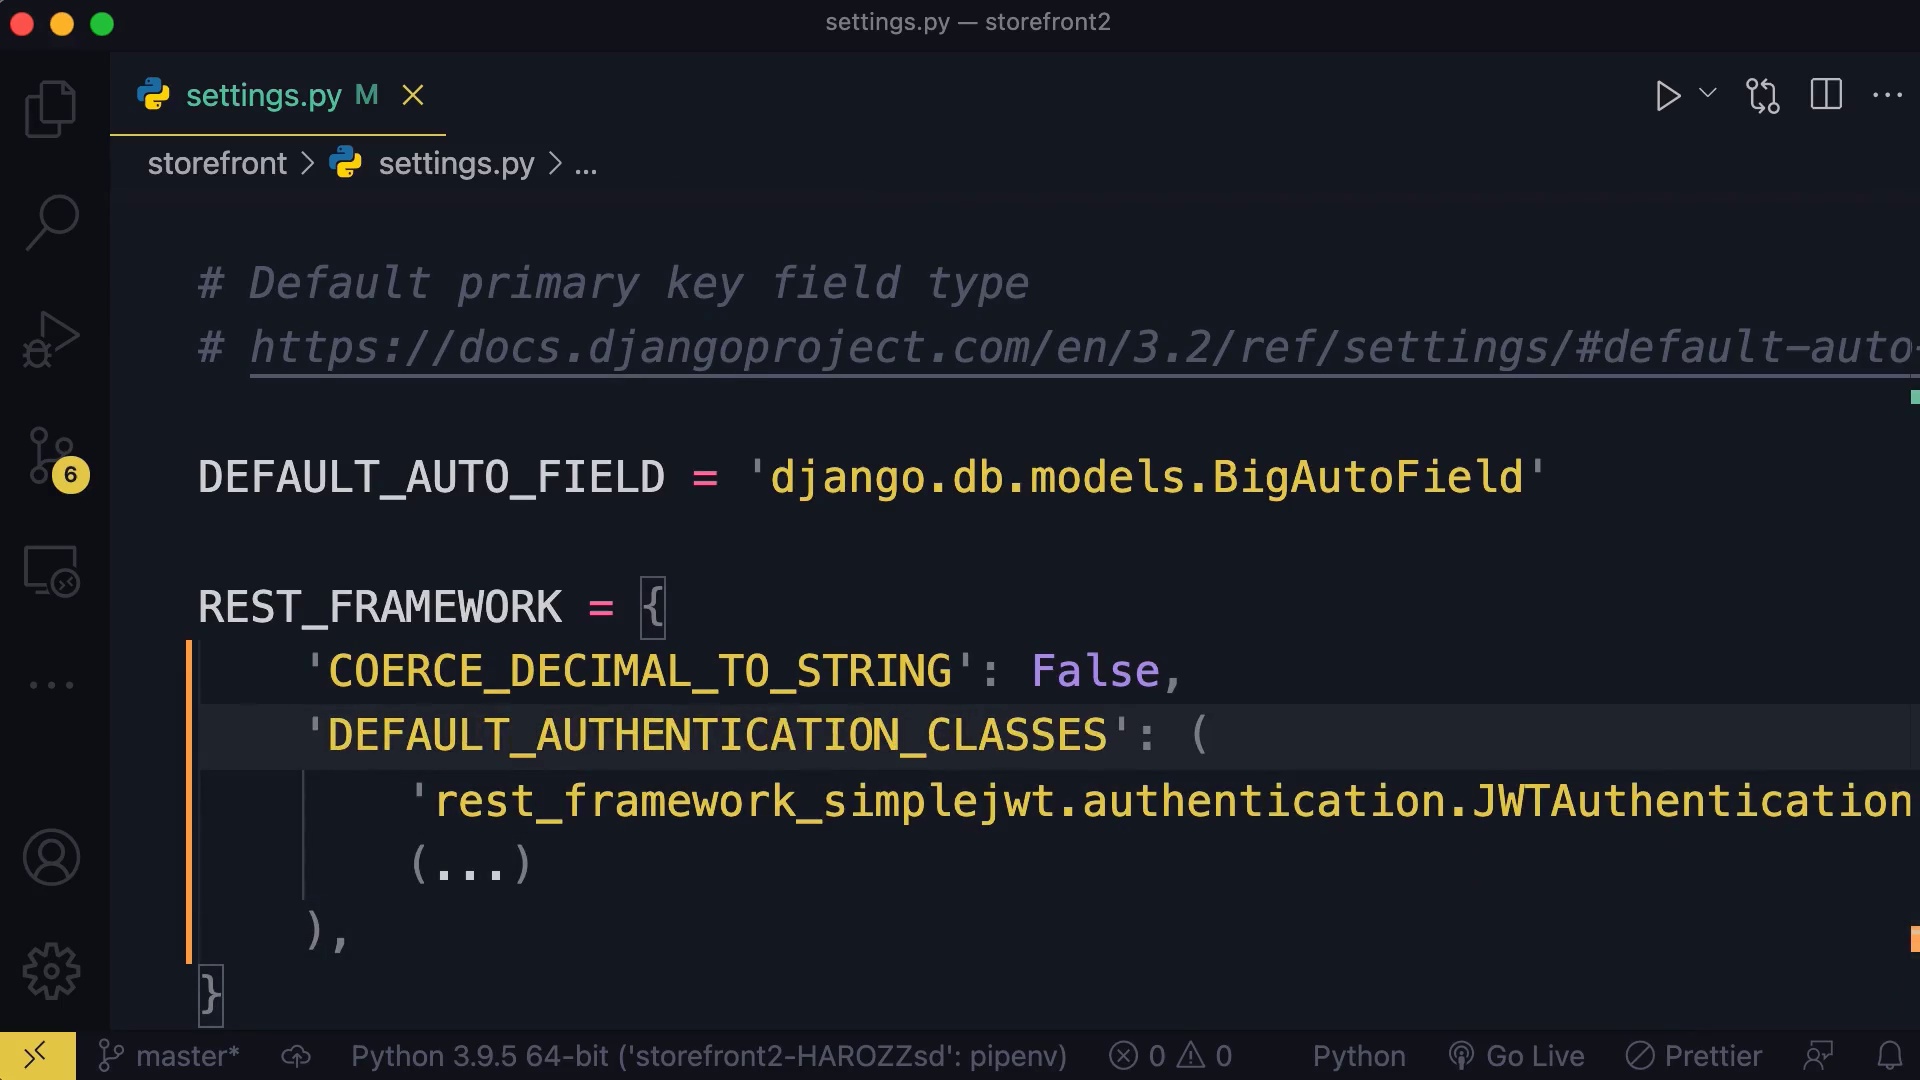 settings.py — storefront2
settings.py M
storefront > settings.py > ...
# Default primary key field type
# https://docs.djangoproject.com/en/3.2/ref/settings/#default-auto-
DEFAULT_AUTO_FIELD = 'django.db.models.BigAutoField'
REST_FRAMEWORK = {
'COERCE_DECIMAL_TO_STRING': False,
'DEFAULT_AUTHENTICATION_CLASSES': (
'rest_framework_simplejwt.authentication.JWTAuthentication
(...)
),
}
6
master* Python 3.9.5 64-bit ('storefront2-HAROZZsd': pipenv) 0 0 Python Go Live Prettier